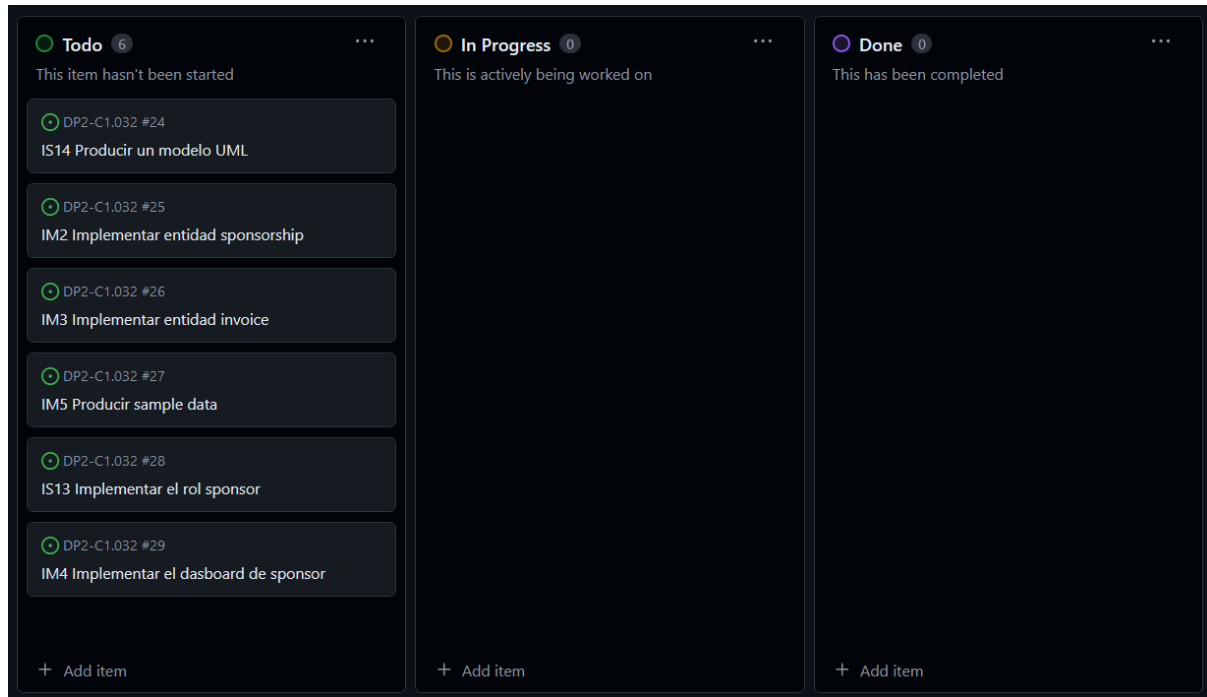 Todo 6 ...
This item hasn't been started
DP2-C1.032 #24
IS14 Producir un modelo UML
DP2-C1.032 #25
IM2 Implementar entidad sponsorship
DP2-C1.032 #26
IM3 Implementar entidad invoice
DP2-C1.032 #27
IM5 Producir sample data
DP2-C1.032 #28
IS13 Implementar el rol sponsor
DP2-C1.032 #29
IM4 Implementar el dasboard de sponsor
+ Add item
In Progress 0 ...
This is actively being worked on
+ Add item
Done 0 ...
This has been completed
+ Add item